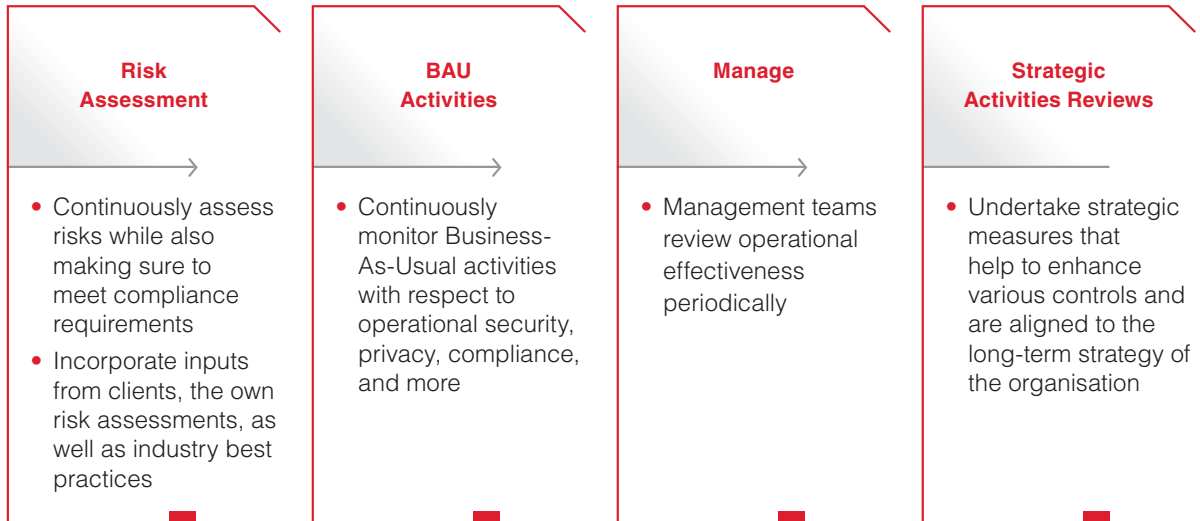 Risk
Assessment
• Continuously assess
risks while also
making sure to
meet compliance
requirements
• Incorporate inputs
from clients, the own
risk assessments, as
well as industry best
practices
BAU
Activities
• Continuously
monitor Business-
As-Usual activities
with respect to
operational security,
privacy, compliance,
and more
Manage
• Management teams
review operational
effectiveness
periodically
Strategic
Activities Reviews
• Undertake strategic
measures that
help to enhance
various controls and
are aligned to the
long-term strategy of
the organisation